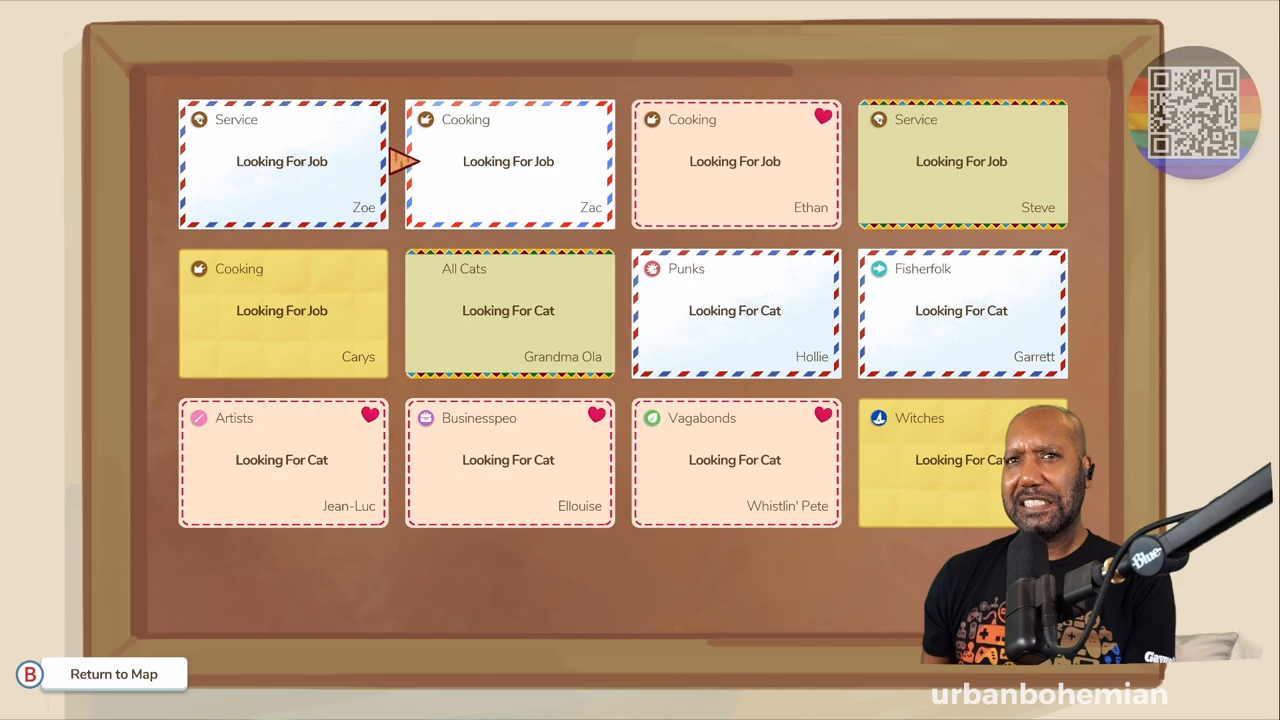 Service
Looking For Job
Zoe
Cooking
Looking For Job
Zac
Cooking
Looking For Job
Ethan
Service
Looking For Job
Steve
Cooking
Looking For Job
Carys
All Cats
Looking For Cat
Grandma Ola
Punks
Looking For Cat
Hollie
Fisherfolk
Looking For Cat
Garrett
Artists
Looking For Cat
Jean-Luc
Businesspeo
Looking For Cat
Ellouise
Vagabonds
Looking For Cat
Whistlin' Pete
Witches
Looking For Cat
Blue
B Return to Map
urbanbohemian